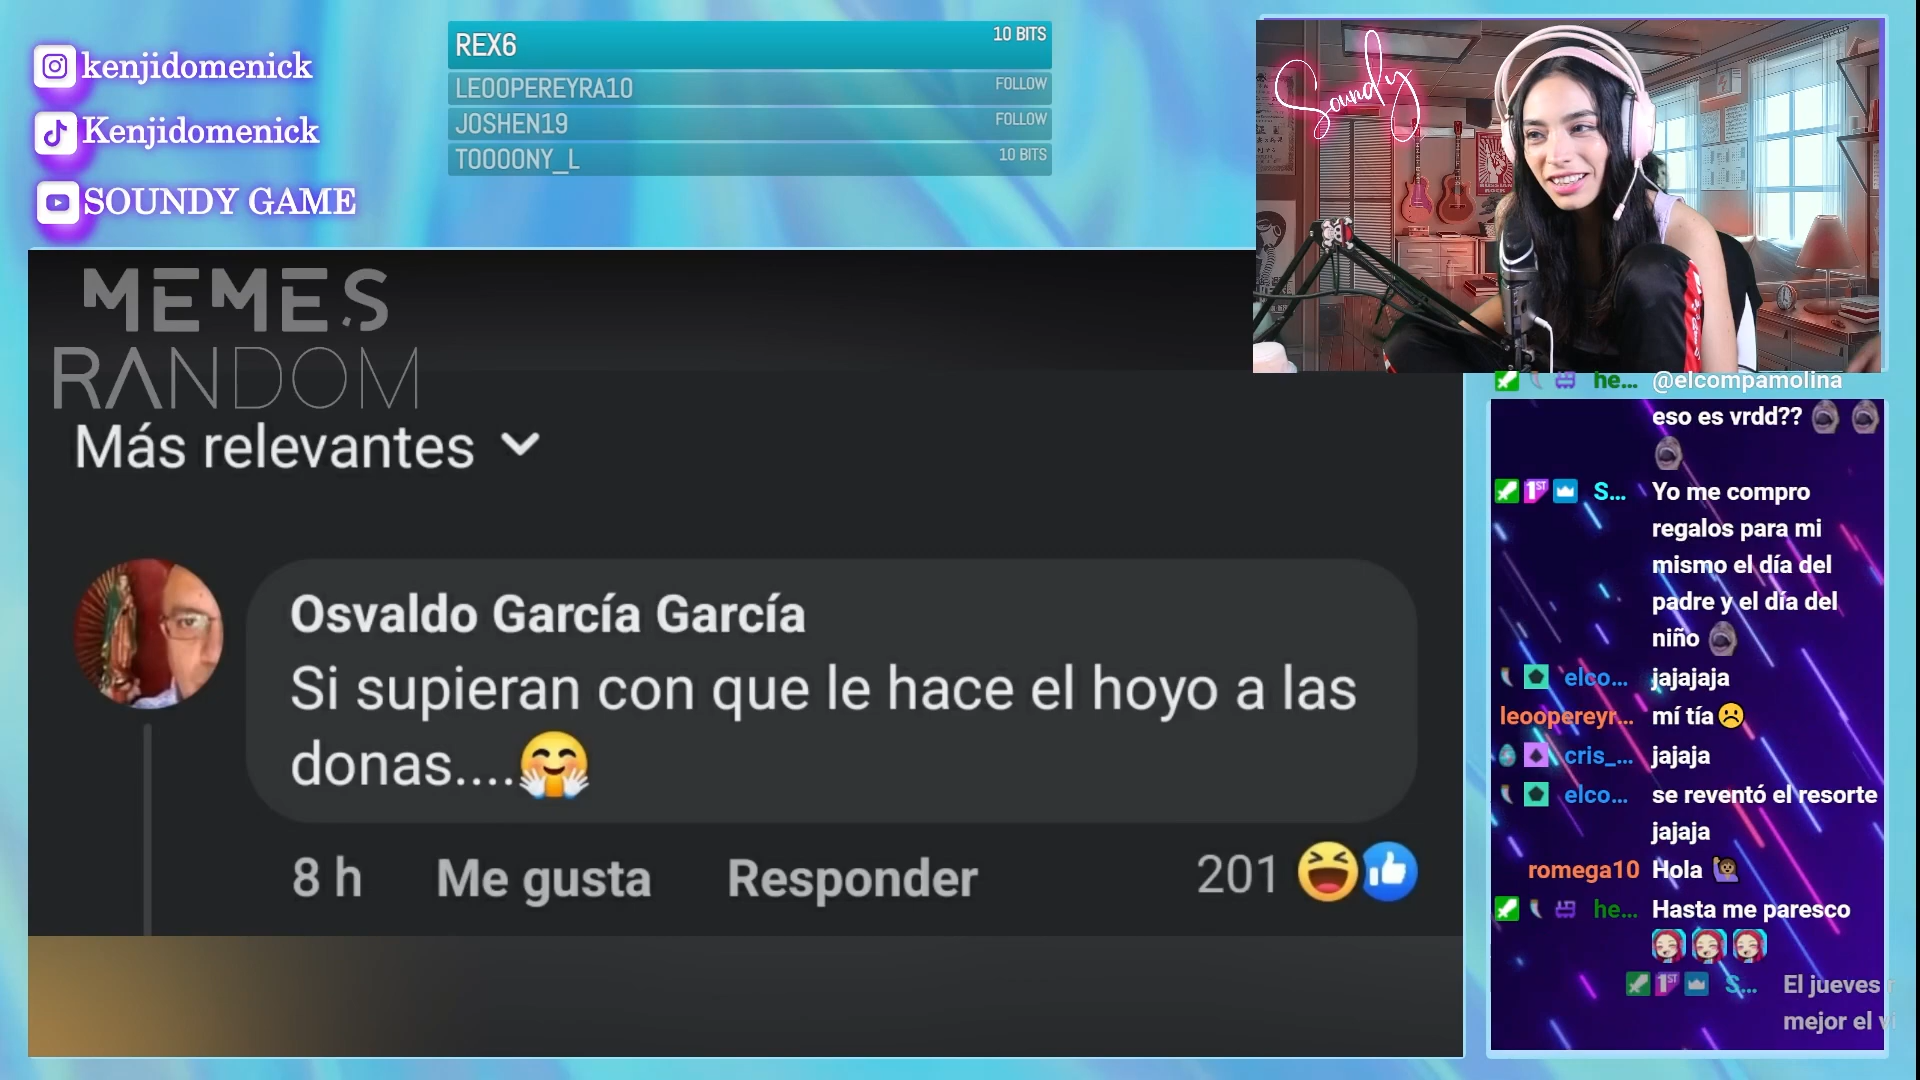 kenjidomenick
Kenjidomenick
SOUNDY GAME
REX6 10 BITS
LEOOPEREYRA10 FOLLOW
JOSHEN19 FOLLOW
TOOOONY_L 10 BITS
Soundy
RUSSIAN
ROCK
MEMES
RANDOM
Más relevantes
Osvaldo García García
Si supieran con que le hace el hoyo a las
donas....🤗
8 h Me gusta Responder 201
he... @elcompamolina
eso es vrdd??
1ST S... Yo me compro
regalos para mi
mismo el día del
padre y el día del
niño
elco... jajajaja
leoopereyr... mí tía☹️
cris_... jajaja
elco... se reventó el resorte
jajaja
romega10 Hola 🙋🏽
he... Hasta me paresco
1ST S... El jueves
mejor el